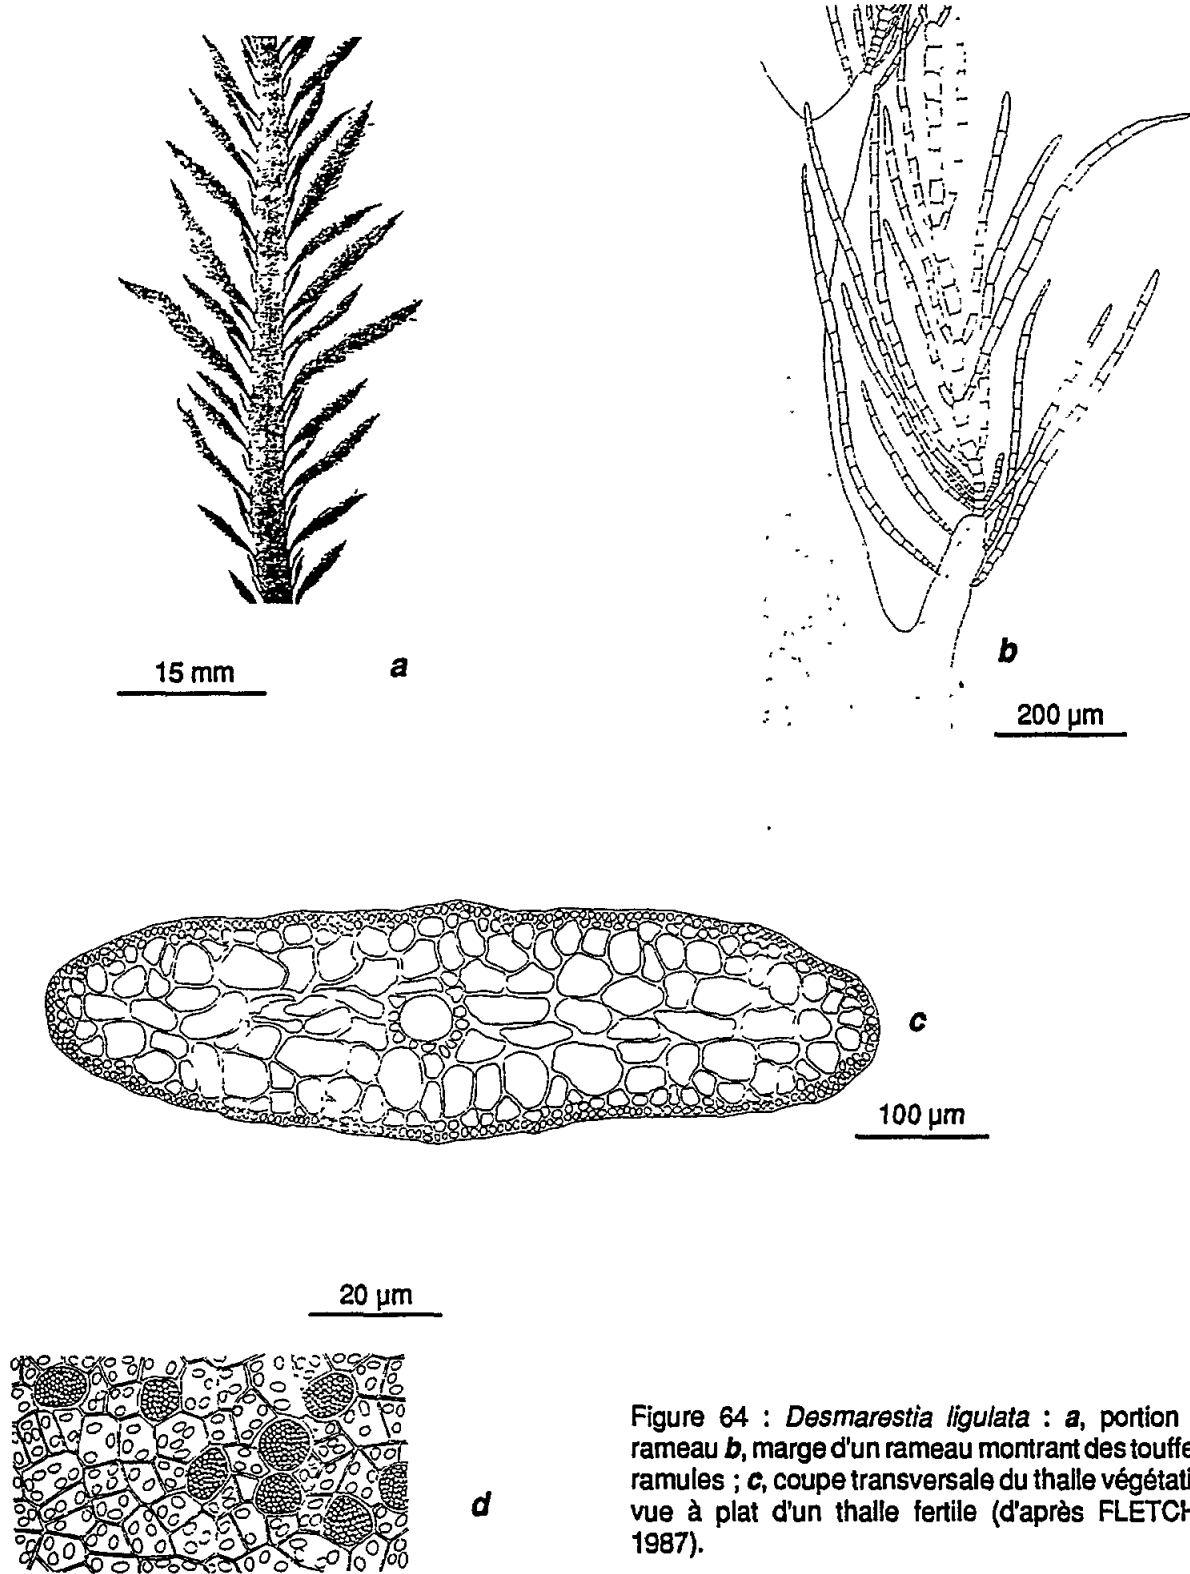 15 mm
a
b
200 µm
c
100 µm
20 µm
d
Figure 64 : Desmarestia ligulata : a, portion
rameau b, marge d'un rameau montrant des touffe
ramules ; c, coupe transversale du thalle végétati
vue à plat d'un thalle fertile (d'après FLETCH
1987).